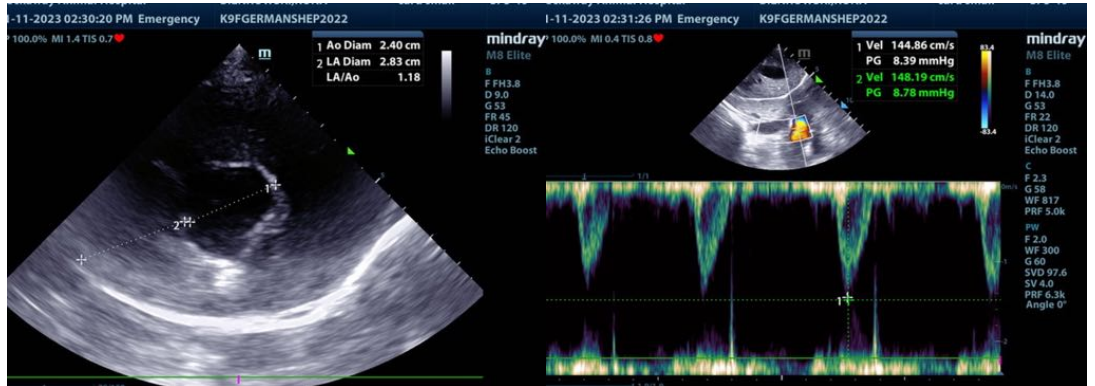 1-11-2023 02:30:20 PM Emergency K9FGERMANSHEP2022
100.0% MI 1.4 TIS 0.7
m
1 Ao Diam 2.40 cm
2 LA Diam 2.83 cm
LA/Ao 1.18
mindray
M8 Elite
B
F FH3.8
D 9.0
G 53
FR 45
DR 120
iClear 2
Echo Boost
1
2
1-11-2023 02:31:26 PM Emergency K9FGERMANSHEP2022
100.0% MI 0.4 TIS 0.8
m
1 Vel 144.86 cm/s
PG 8.39 mmHg
2 Vel 148.19 cm/s
PG 8.78 mmHg
83.4
-83.4
mindray
M8 Elite
B
F FH3.8
D 14.0
G 53
FR 22
DR 120
iClear 2
Echo Boost
C
F 2.3
G 58
WF 817
PRF 5.0k
PW
F 2.0
WF 300
G 60
SVD 97.6
SV 4.0
PRF 6.3k
Angle 0°
1/1
0m/s
-1
-2
1